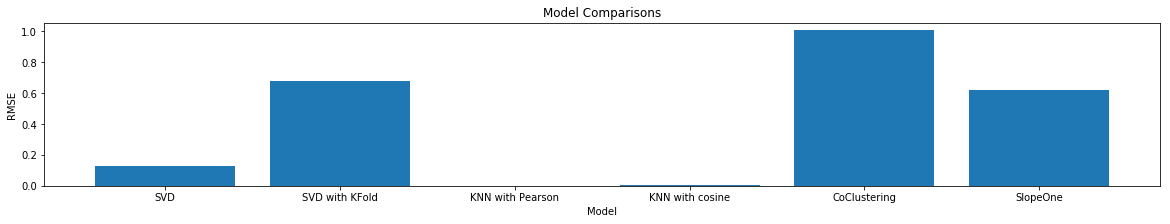 Model Comparisons
1.0
0.8
0.6
0.4
0.2
0.0
RMSE
SVD
SVD with KFold
KNN with Pearson
KNN with cosine
CoClustering
SlopeOne
Model